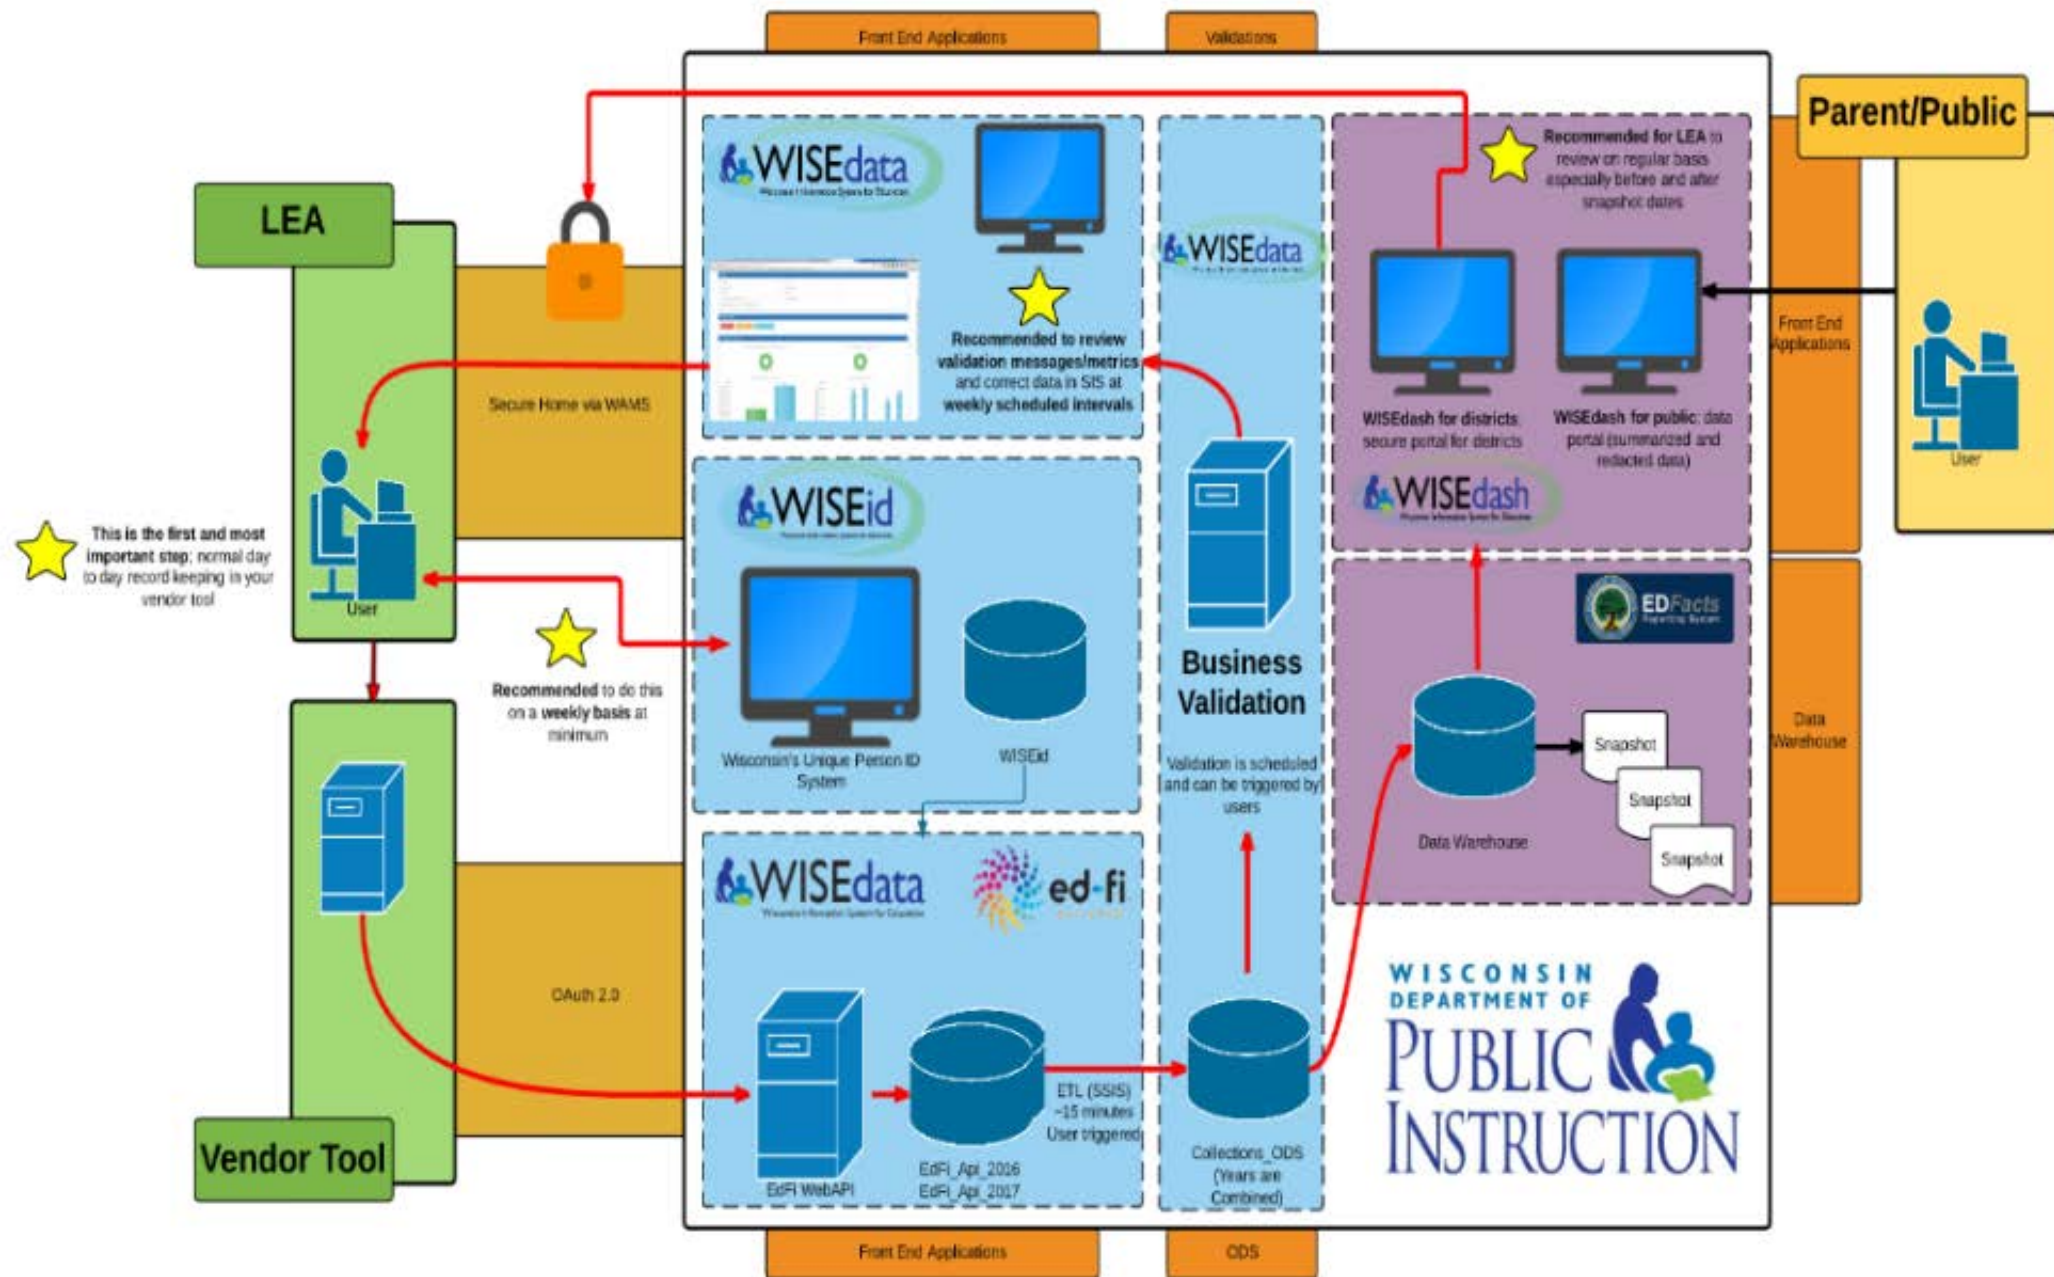 Front End Applications
Validations
Parent/Public
LEA
WISEdata
Recommended for LEA to
review on regular basis
especially before and after
snapshot dates
WISEdata
Front End
Applications
User
Secure Home via WAMS
Recommended to review
validation messages/metrics
and correct data in SIS at
weekly scheduled intervals
WISEdash for districts:
secure portal for districts
WISEdash for public: data
portal (summarized and
redacted data)
WISEdash
WISEid
This is the first and most
important step; normal day
to day record keeping in your
vendor tool
User
Recommended to do this
on a weekly basis at
minimum
Wisconsin's Unique Person ID
System
WISEid
Business
Validation
Validation is scheduled
and can be triggered by
users
EDFacts
Reporting System
Data Warehouse
Snapshot
Snapshot
Snapshot
Data
Warehouse
WISEdata
ed-fi
OAuth 2.0
EdFi WebAPI
EdFi_Api_2016
EdFi_Api_2017
ETL (SSIS)
~15 minutes
User triggered
Collections_ODS
(Years are
Combined)
WISCONSIN
DEPARTMENT OF
PUBLIC
INSTRUCTION
Vendor Tool
Front End Applications
ODS